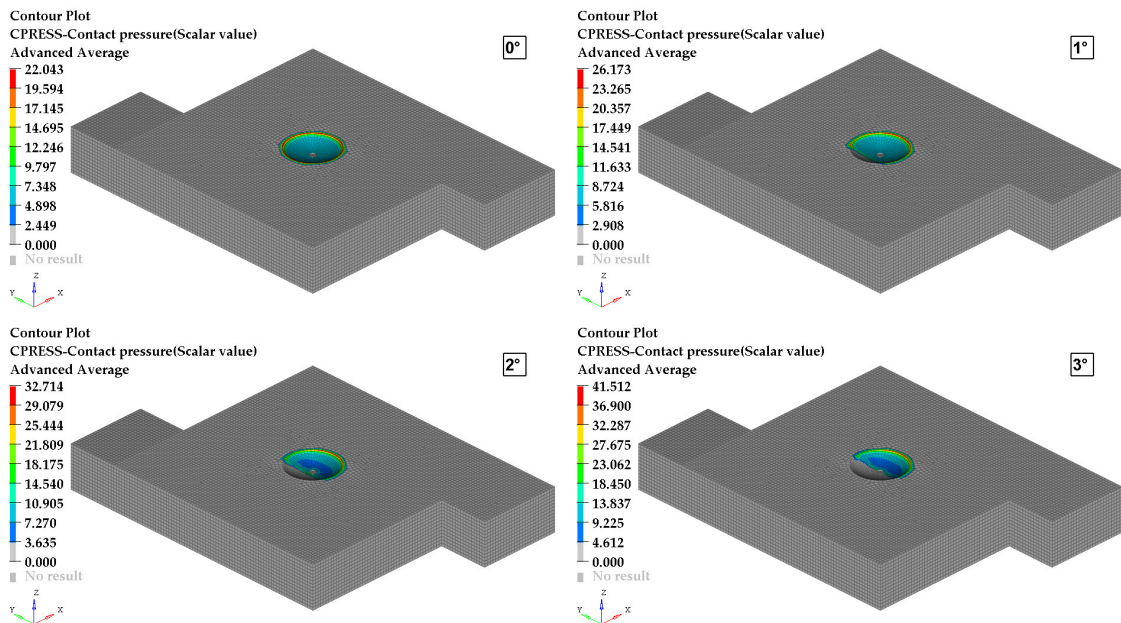 Contour Plot
CPRESS-Contact pressure(Scalar value)
Advanced Average
0°
22.043
19.594
17.145
14.695
12.246
9.797
7.348
4.898
2.449
0.000
No result
Z
Y
X
Contour Plot
CPRESS-Contact pressure(Scalar value)
Advanced Average
1°
26.173
23.265
20.357
17.449
14.541
11.633
8.724
5.816
2.908
0.000
No result
Z
Y
X
Contour Plot
CPRESS-Contact pressure(Scalar value)
Advanced Average
2°
32.714
29.079
25.444
21.809
18.175
14.540
10.905
7.270
3.635
0.000
No result
Z
Y
X
Contour Plot
CPRESS-Contact pressure(Scalar value)
Advanced Average
3°
41.512
36.900
32.287
27.675
23.062
18.450
13.837
9.225
4.612
0.000
No result
Z
Y
X